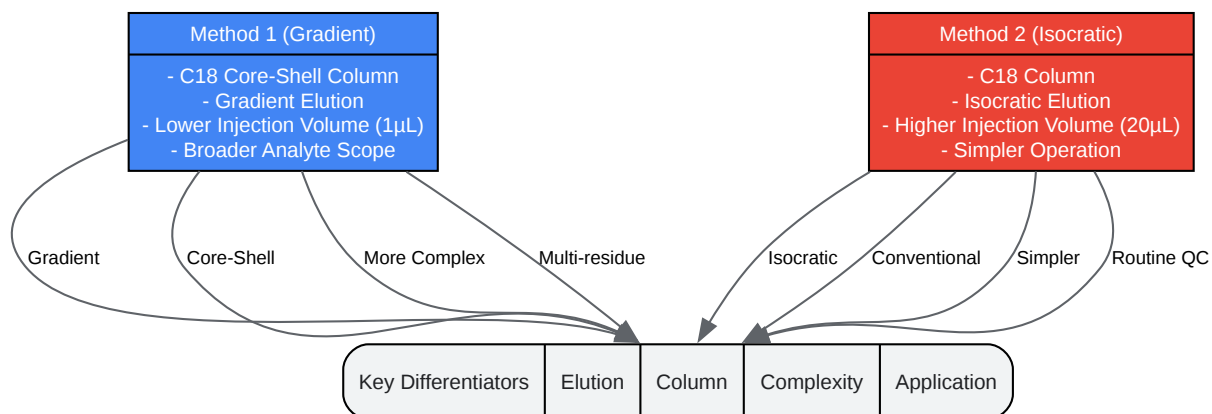 Method 1 (Gradient)
- C18 Core-Shell Column
- Gradient Elution
- Lower Injection Volume (1µL)
- Broader Analyte Scope
Method 2 (Isocratic)
- C18 Column
- Isocratic Elution
- Higher Injection Volume (20µL)
- Simpler Operation
Gradient
Core-Shell
More Complex
Multi-residue
Isocratic
Conventional
Simpler
Routine QC
Key Differentiators
Elution
Column
Complexity
Application